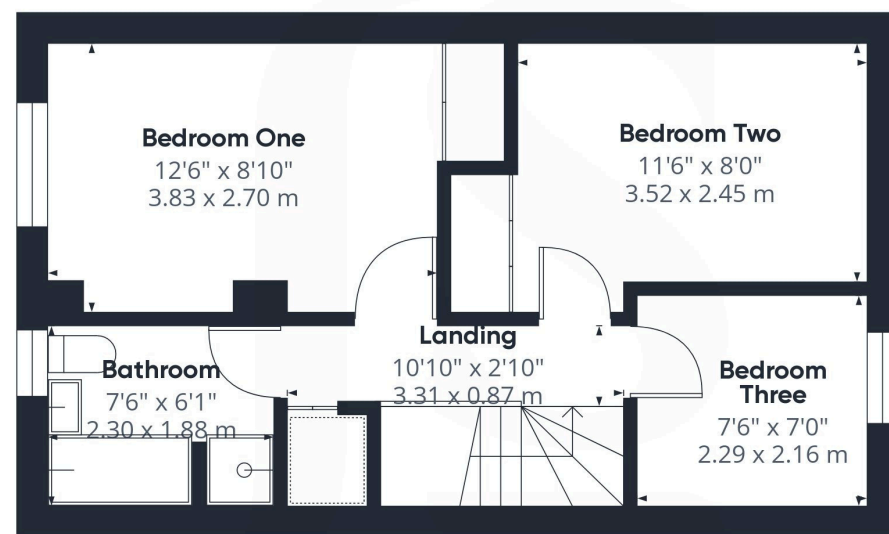 Bedroom One
12'6" x 8'10"
3.83 x 2.70 m
Bedroom Two
11'6" x 8'0"
3.52 x 2.45 m
Landing
10'10" x 2'10"
3.31 x 0.87 m
Bathroom
7'6" x 6'1"
2.30 x 1.88 m
Bedroom
Three
7'6" x 7'0"
2.29 x 2.16 m